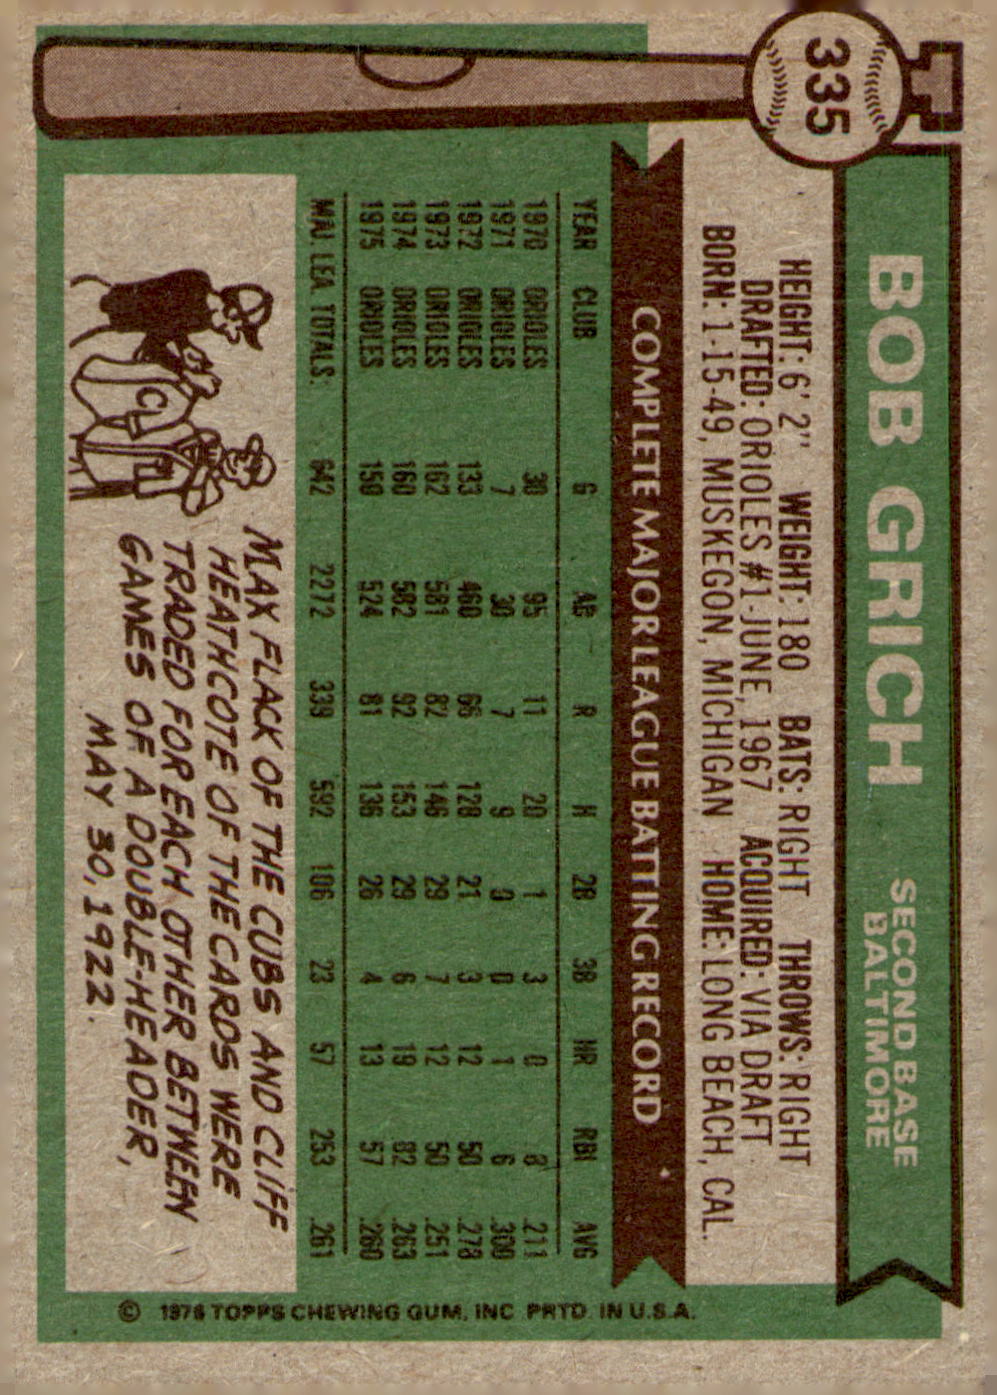 335
BOB GRICH
SECOND BASE
BALTIMORE
HEIGHT: 6' 2" WEIGHT: 180 BATS: RIGHT THROWS: RIGHT
DRAFTED: ORIOLES #1-JUNE, 1967 ACQUIRED: VIA DRAFT
BORN: 1-15-49, MUSKEGON, MICHIGAN HOME: LONG BEACH, CAL.
COMPLETE MAJOR LEAGUE BATTING RECORD
YEAR CLUB G AB R H 2B 3B HR RBI AVG
1970 ORIOLES 30 95 11 20 1 3 0 8 .211
1971 ORIOLES 7 30 7 9 0 0 1 6 .300
1972 ORIOLES 133 460 66 128 21 3 12 50 .278
1973 ORIOLES 162 581 82 146 29 7 12 50 .251
1974 ORIOLES 160 582 92 153 29 6 19 82 .263
1975 ORIOLES 150 524 81 136 26 4 13 57 .260
MAJ. LEA. TOTALS: 642 2272 339 592 106 23 57 253 .261
C
MAX FLACK OF THE CUBS AND CLIFF
HEATHCOTE OF THE CARDS WERE
TRADED FOR EACH OTHER BETWEEN
GAMES OF A DOUBLE-HEADER,
MAY 30, 1922.
© 1976 TOPPS CHEWING GUM, INC. PRTD. IN U.S.A.